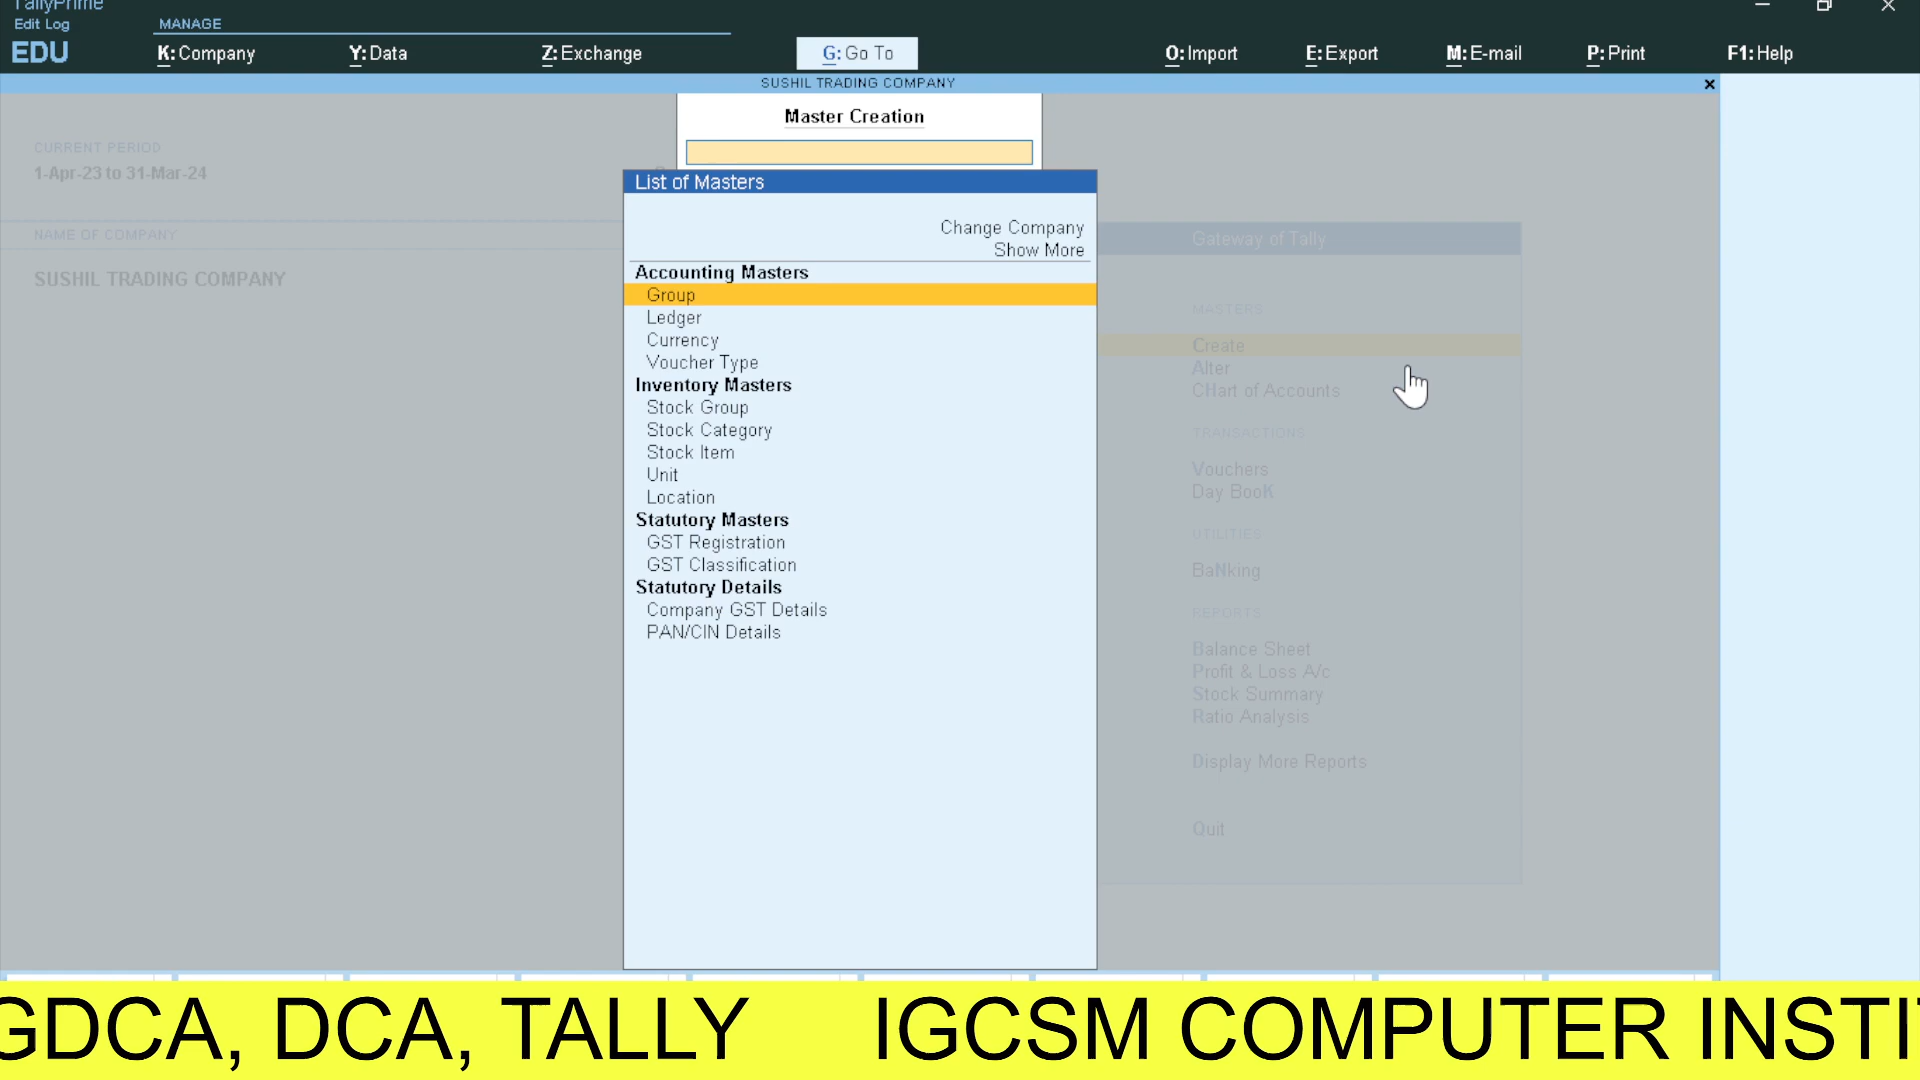 TallyPrime
Edit Log
EDU
MANAGE
K: Company
Y: Data
Z: Exchange
G: Go To
O: Import
E: Export
M: E-mail
P: Print
F1: Help
SUSHIL TRADING COMPANY
Master Creation
CURRENT PERIOD
1-Apr-23 to 31-Mar-24
NAME OF COMPANY
SUSHIL TRADING COMPANY
List of Masters
Change Company
Show More
Accounting Masters
Group
Ledger
Currency
Voucher Type
Inventory Masters
Stock Group
Stock Category
Stock Item
Unit
Location
Statutory Masters
GST Registration
GST Classification
Statutory Details
Company GST Details
PAN/CIN Details
Gateway of Tally
MASTERS
Create
Alter
CHart of Accounts
TRANSACTIONS
Vouchers
Day BooK
UTILITIES
BaNking
REPORTS
Balance Sheet
Profit & Loss A/c
Stock Summary
Ratio Analysis
Display More Reports
Quit
GDCA, DCA, TALLY IGCSM COMPUTER INSTI